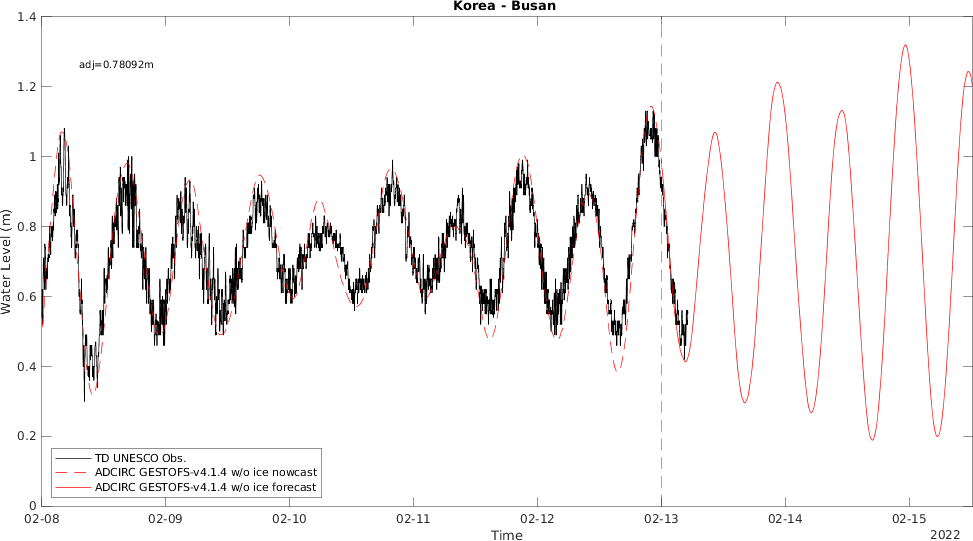 Korea - Busan
adj=0.78092m
Water Level (m)
1.4
1.2
1
0.8
0.6
0.4
0.2
0
TD UNESCO Obs.
ADCIRC GESTOFS-v4.1.4 w/o ice nowcast
ADCIRC GESTOFS-v4.1.4 w/o ice forecast
02-08 02-09 02-10 02-11 02-12 02-13 02-14 02-15
Time
2022